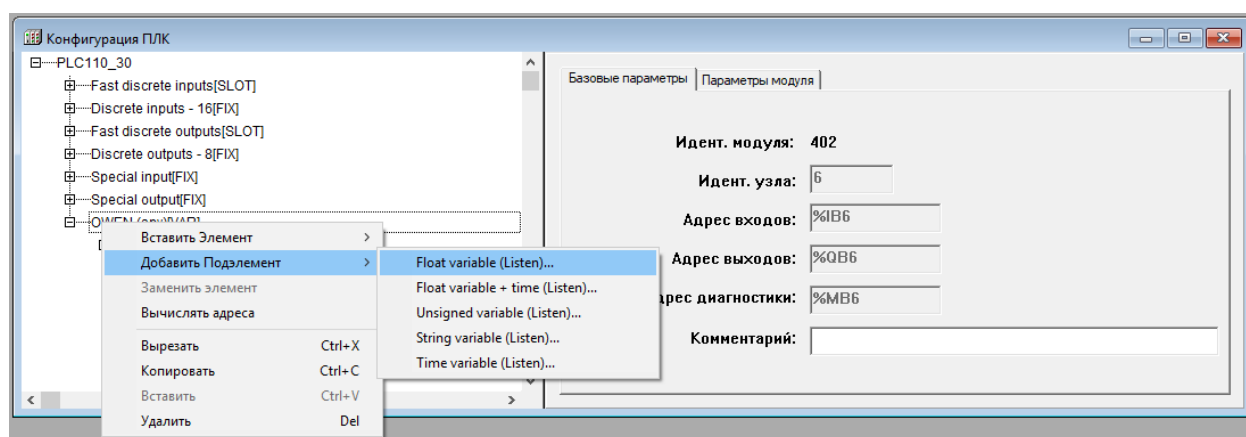 Конфигурация ПЛК
PLC110_30
Fast discrete inputs[SLOT]
Discrete inputs - 16[FIX]
Fast discrete outputs[SLOT]
Discrete outputs - 8[FIX]
Special input[FIX]
Special output[FIX]
Вставить Элемент
Добавить Подэлемент
Заменить элемент
Вычислять адреса
Вырезать Ctrl+X
Копировать Ctrl+C
Вставить Ctrl+V
Удалить Del
Float variable (Listen)...
Float variable + time (Listen)...
Unsigned variable (Listen)...
String variable (Listen)...
Time variable (Listen)...
Базовые параметры Параметры модуля
Идент. модуля: 402
Идент. узла: 6
Адрес входов: %IB6
Адрес выходов: %QB6
диагностики: %MB6
Комментарий: